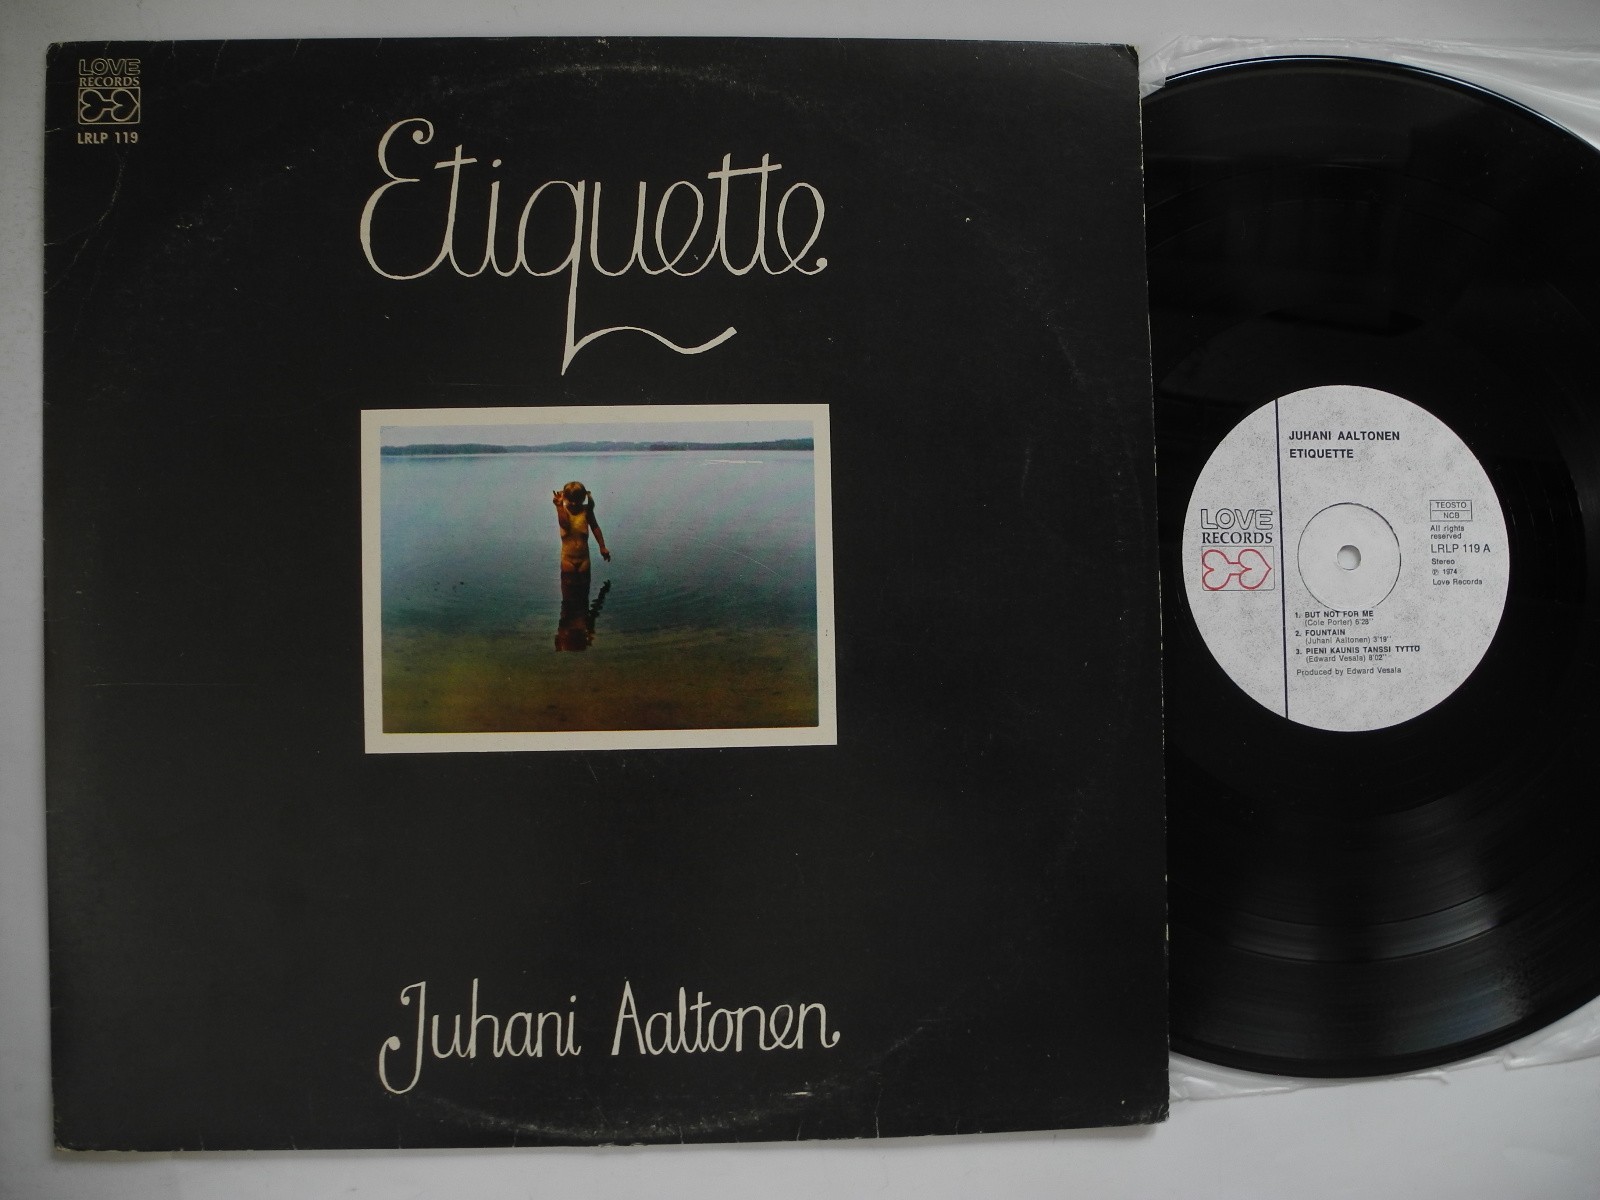 LOVE
RECORDS
LRLP 119
Etiquette
Juhani Aaltonen
JUHANI AALTONEN
ETIQUETTE
LOVE
RECORDS
TEOSTO
NCB
All rights
reserved
LRLP 119 A
Stereo
℗ 1974
Love Records
1. BUT NOT FOR ME
(Cole Porter) 6'28''
2. FOUNTAIN
(Juhani Aaltonen) 3'19''
3. PIENI KAUNIS TANSSI TYTTÖ
(Edward Vesala) 8'02''
Produced by Edward Vesala